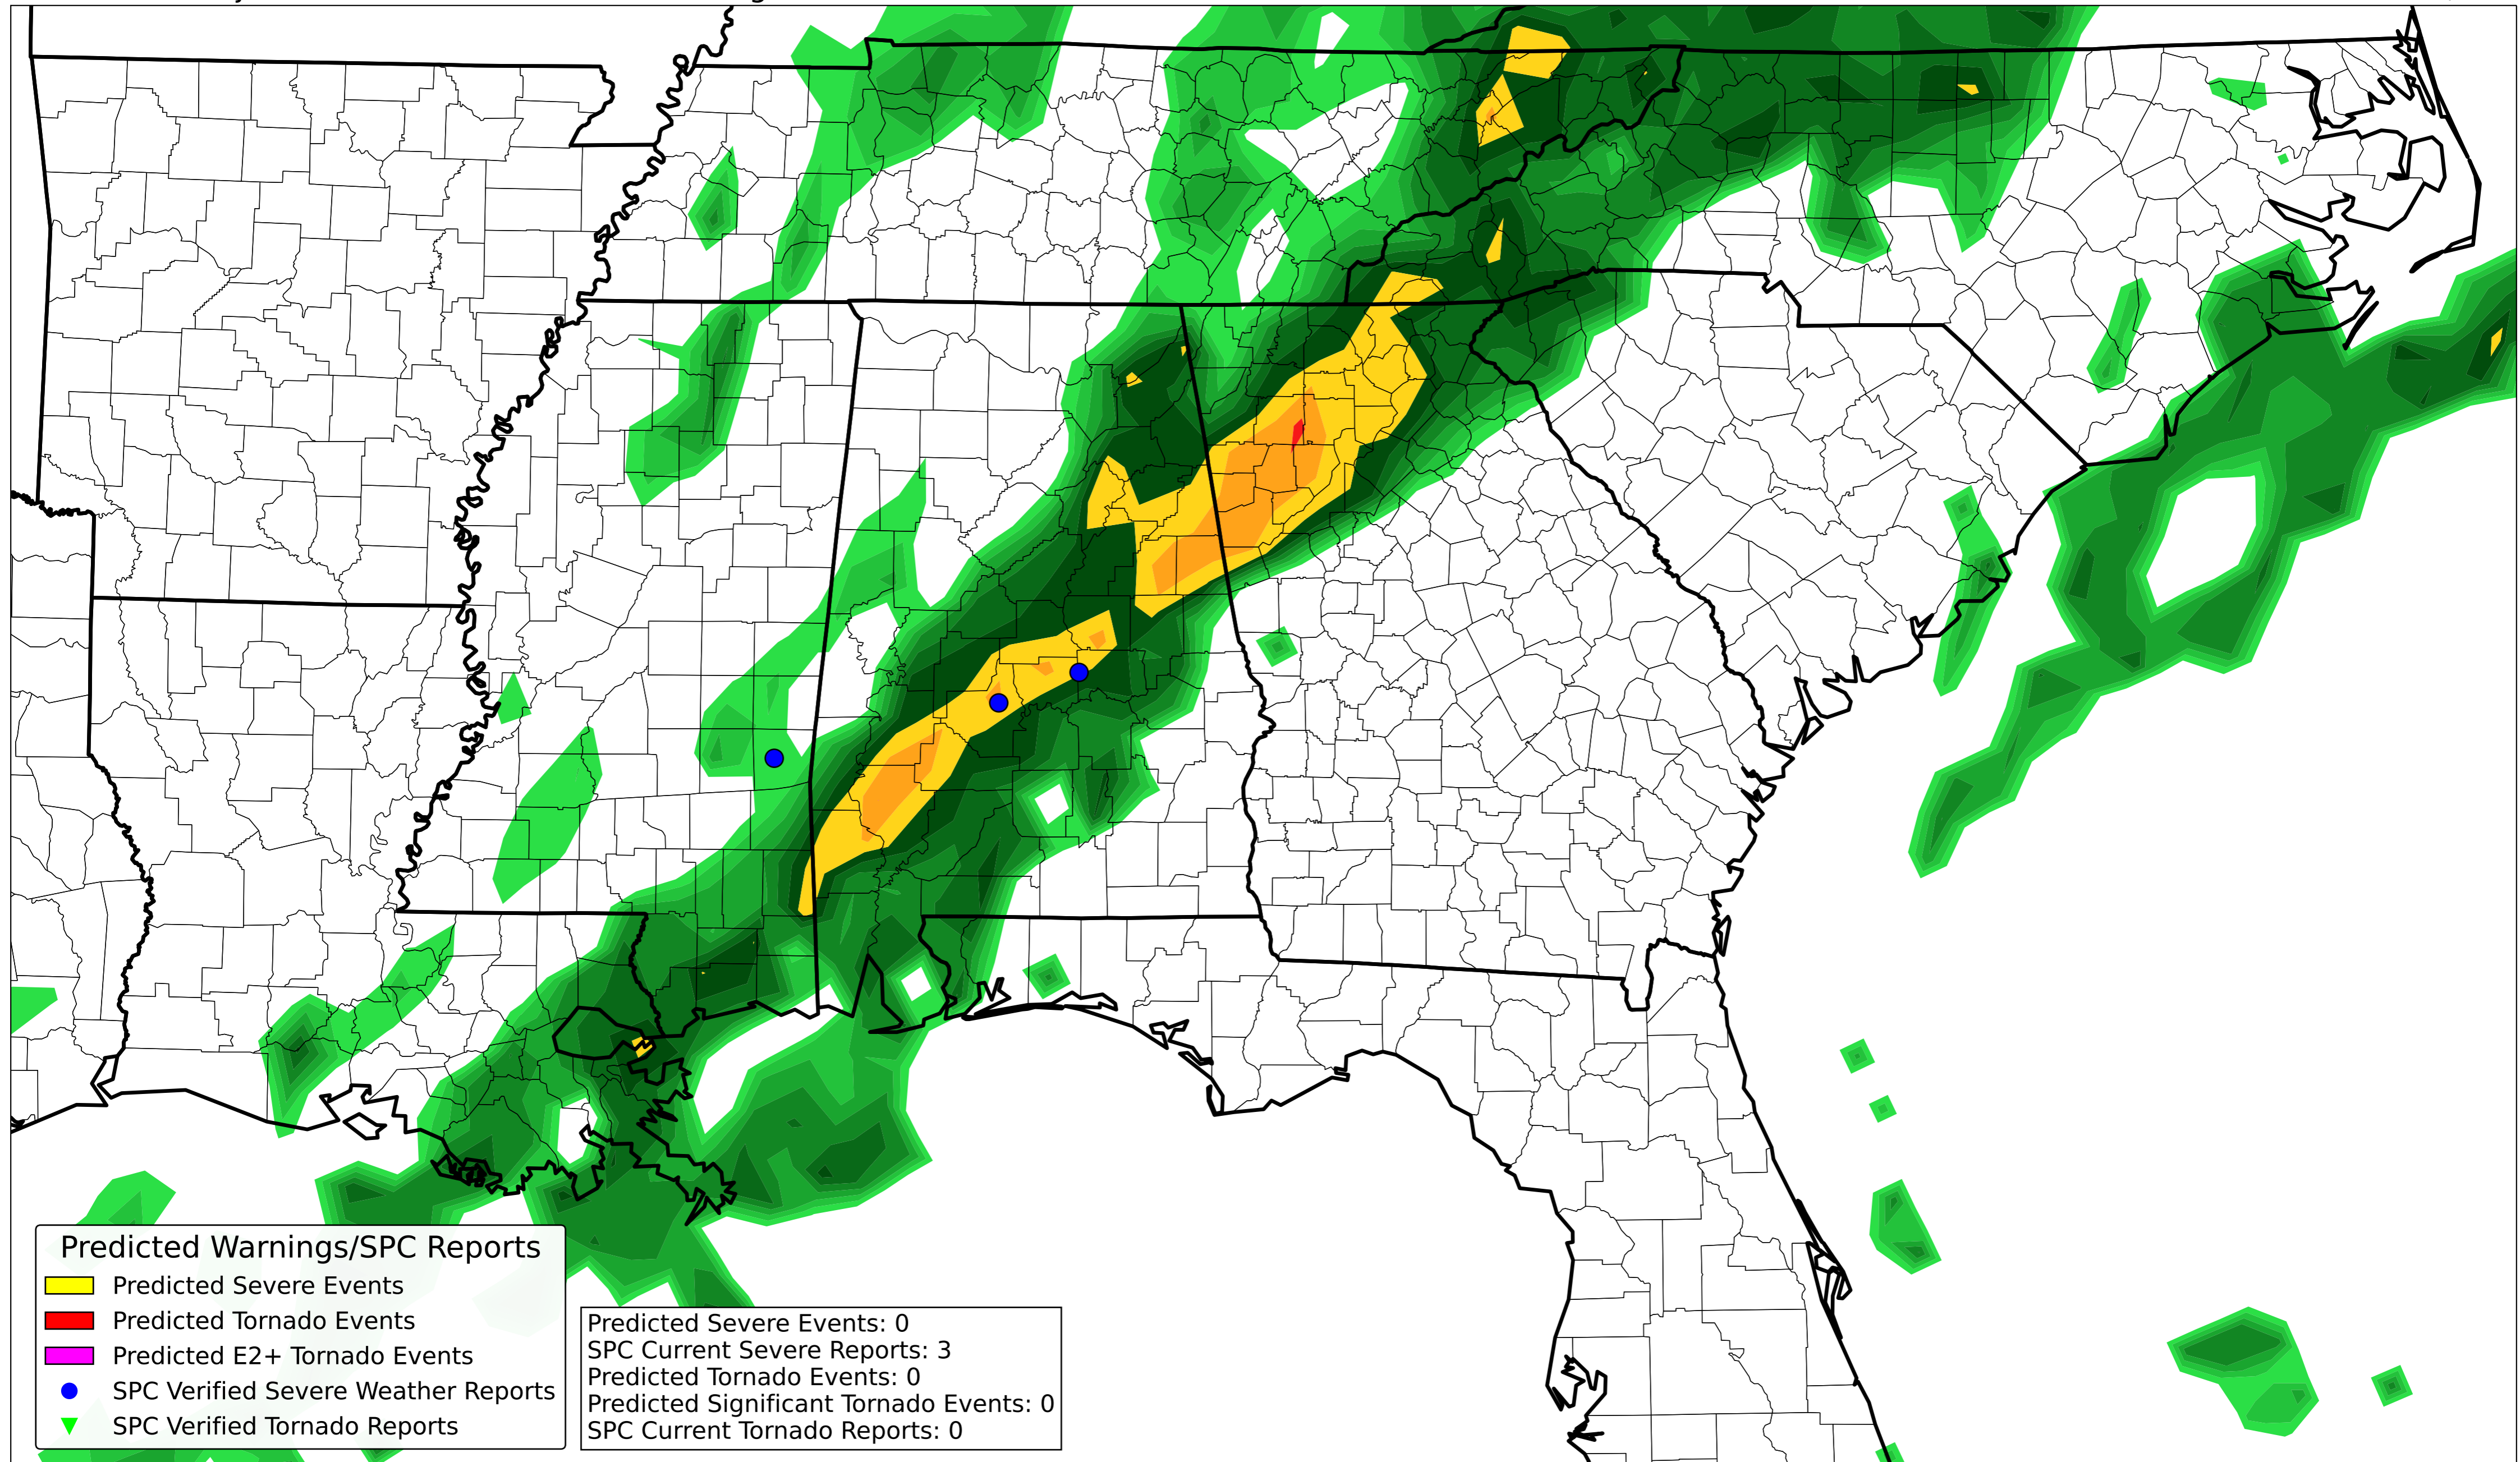 Predicted Warnings/SPC Reports
Predicted Severe Events
Predicted Tornado Events
Predicted E2+ Tornado Events
SPC Verified Severe Weather Reports
SPC Verified Tornado Reports
Predicted Severe Events: 0
SPC Current Severe Reports: 3
Predicted Tornado Events: 0
Predicted Significant Tornado Events: 0
SPC Current Tornado Reports: 0